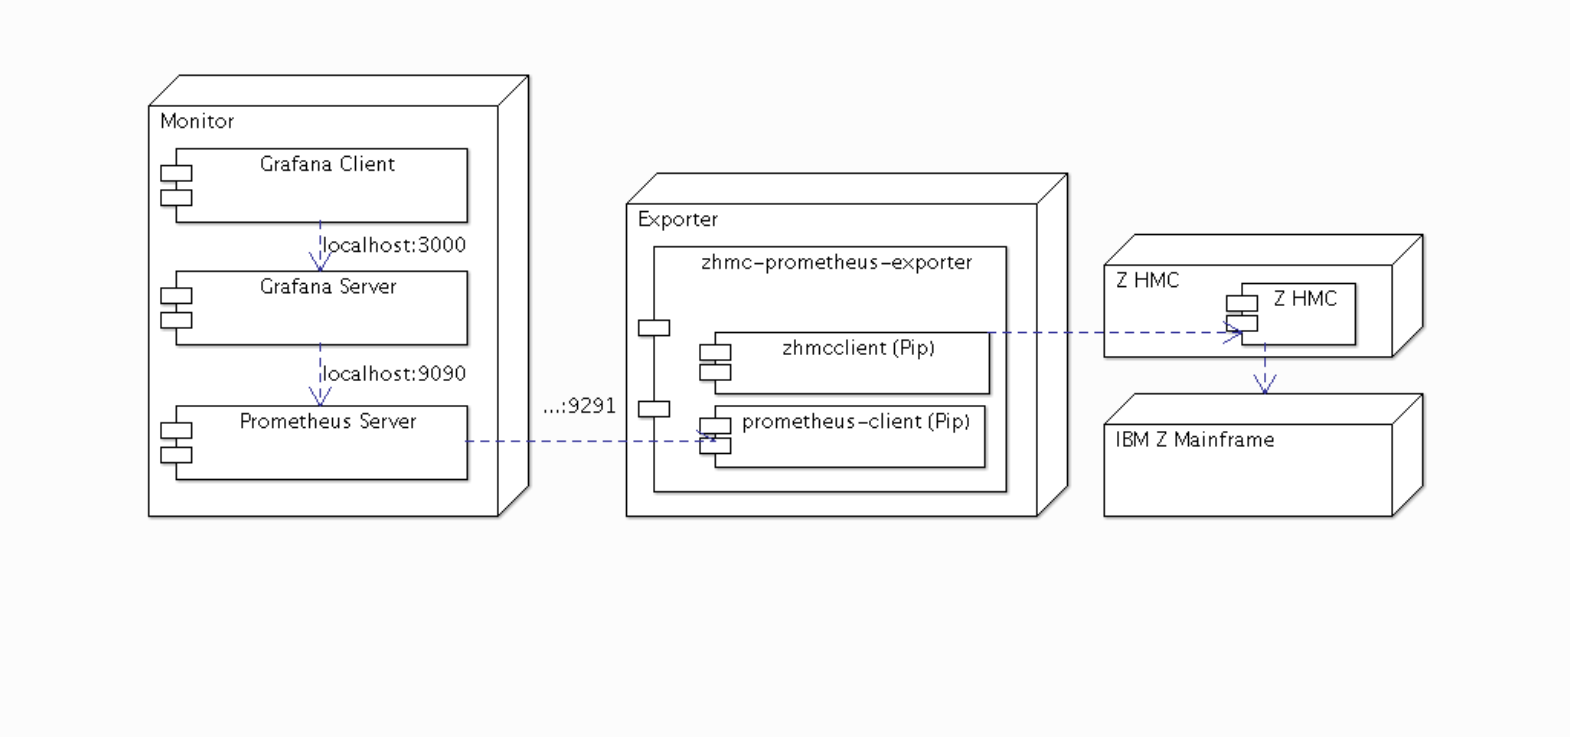 Monitor
Grafana Client
localhost:3000
Grafana Server
localhost:9090
Prometheus Server
...:9291
Exporter
zhmc-prometheus-exporter
zhmcclient (Pip)
prometheus-client (Pip)
Z HMC
Z HMC
IBM Z Mainframe